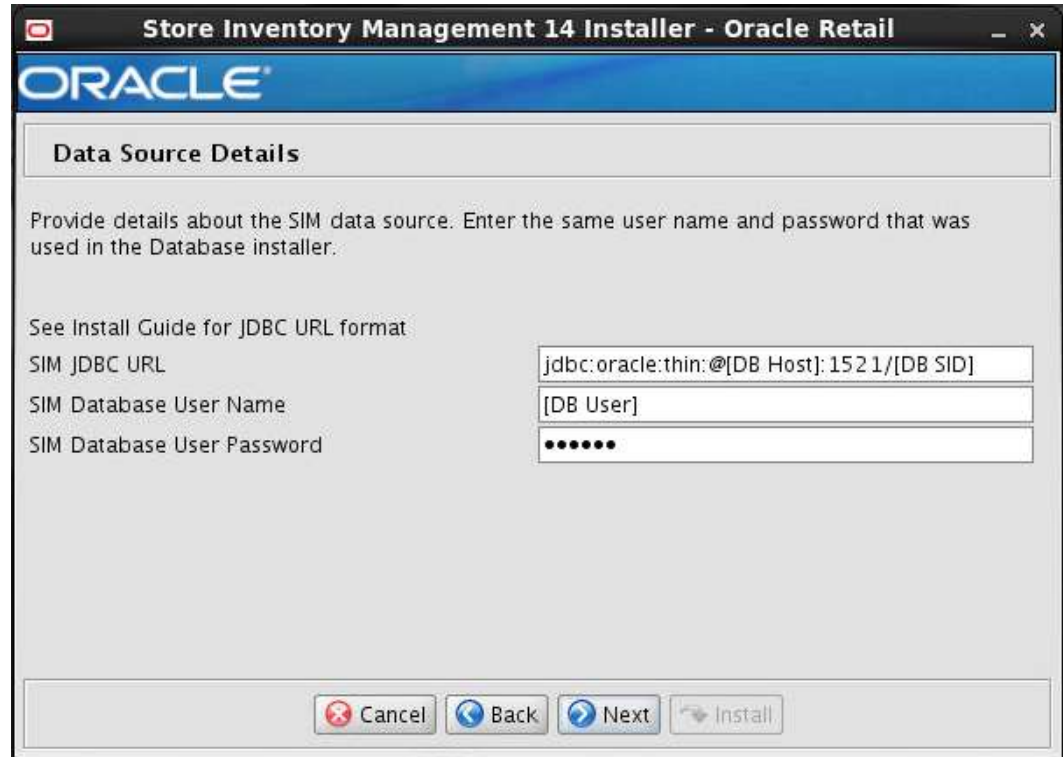 Store Inventory Management 14 Installer - Oracle Retail
ORACLE
Data Source Details
Provide details about the SIM data source. Enter the same user name and password that was
used in the Database installer.
See Install Guide for JDBC URL format
SIM JDBC URL jdbc:oracle:thin:@[DB Host]:1521/[DB SID]
SIM Database User Name [DB User]
SIM Database User Password ••••••
Cancel Back Next Install